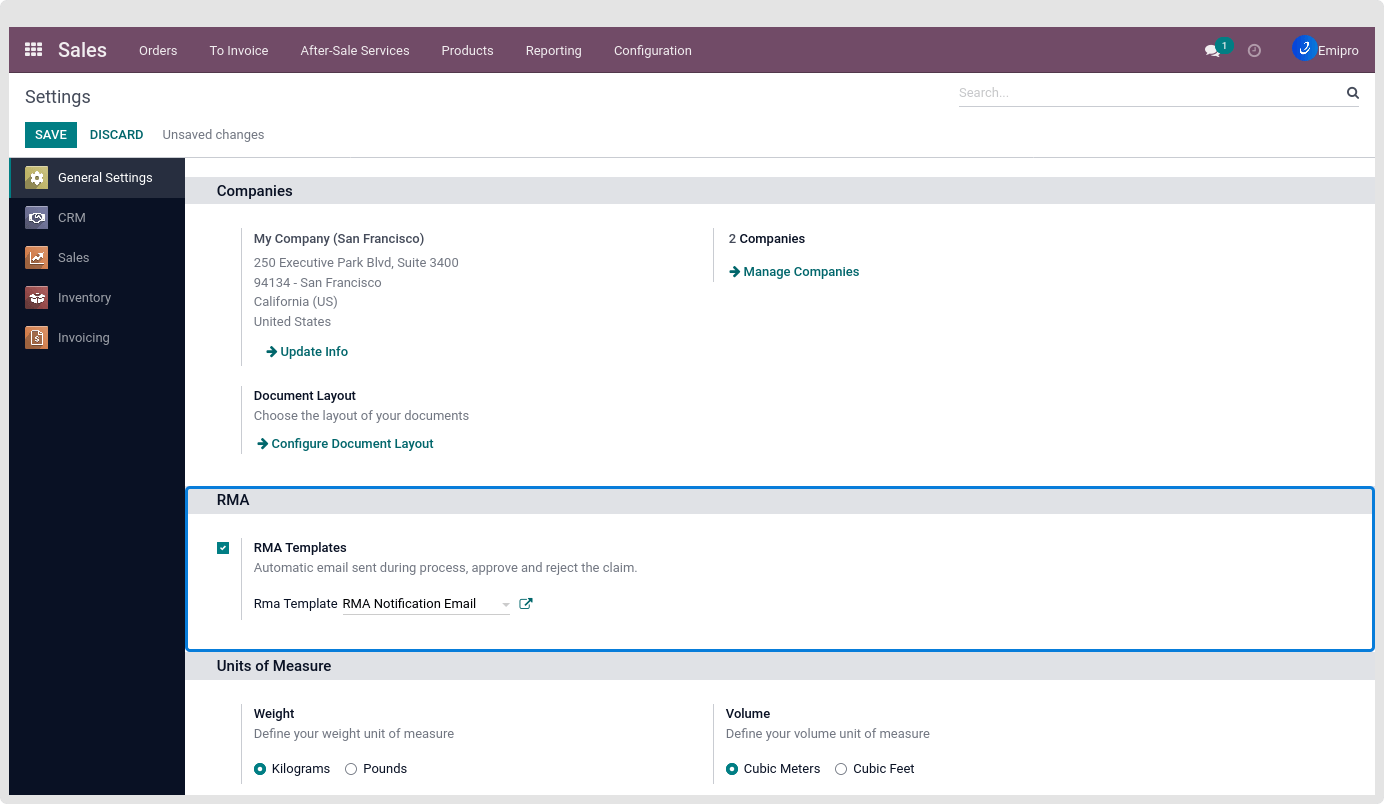 Sales Orders To Invoice After-Sale Services Products Reporting Configuration 1 Emipro
Settings Search...
SAVE DISCARD Unsaved changes
General Settings
CRM
Sales
Inventory
Invoicing
Companies
My Company (San Francisco)
250 Executive Park Blvd, Suite 3400
94134 - San Francisco
California (US)
United States
Update Info
2 Companies
Manage Companies
Document Layout
Choose the layout of your documents
Configure Document Layout
RMA
RMA Templates
Automatic email sent during process, approve and reject the claim.
Rma Template RMA Notification Email
Units of Measure
Weight
Define your weight unit of measure
Kilograms Pounds
Volume
Define your volume unit of measure
Cubic Meters Cubic Feet